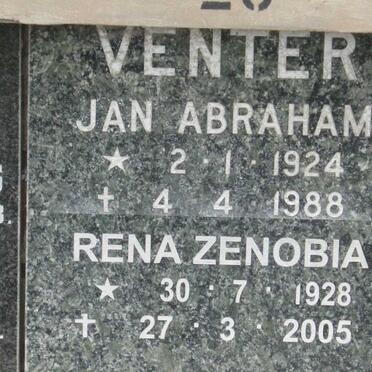 VENTER
JAN ABRAHAM
★ 2 · 1 · 1924
✝ 4 · 4 · 1988
RENA ZENOBIA
★ 30 · 7 · 1928
✝ 27 · 3 · 2005